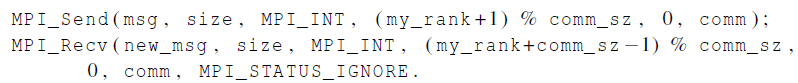 MPI_Send(msg, size, MPI_INT, (my_rank+1) % comm_sz, 0, comm);
MPI_Recv(new_msg, size, MPI_INT, (my_rank+comm_sz−1) % comm_sz,
0, comm, MPI_STATUS_IGNORE.